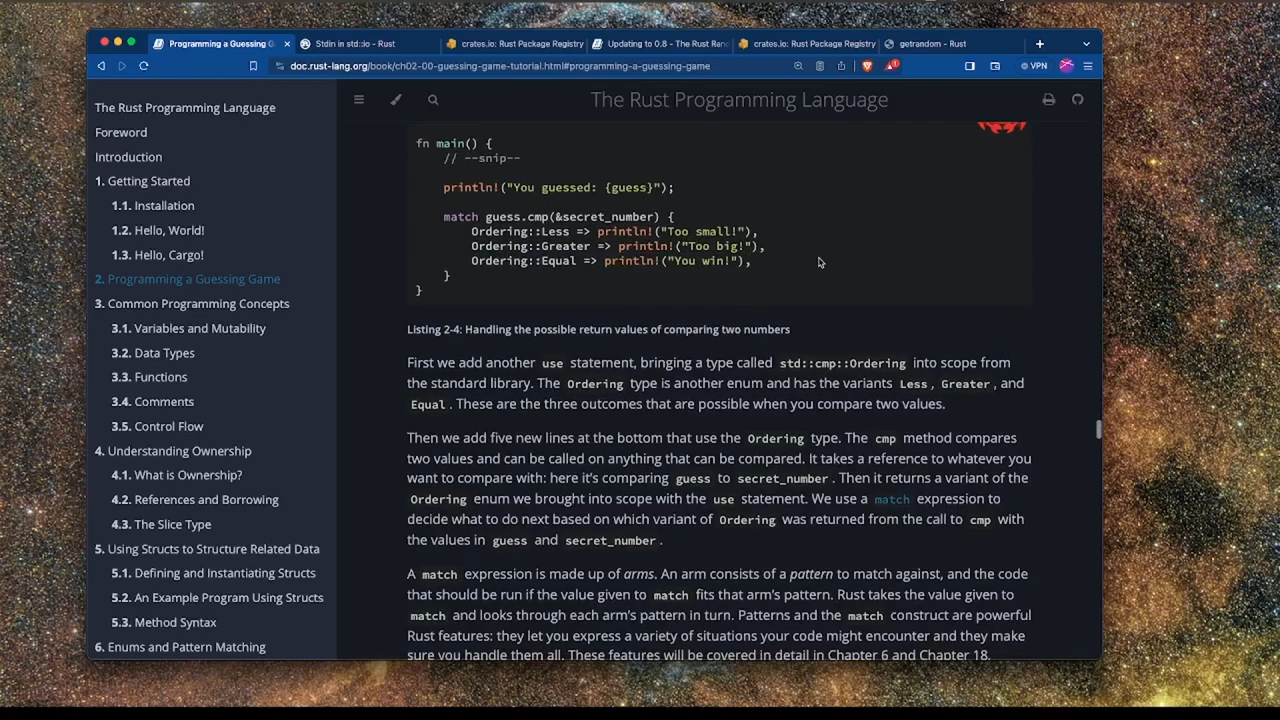 Programming a Guessing G
Stdin in std::io - Rust
crates.io: Rust Package Registry
Updating to 0.8 - The Rust Ran
crates.io: Rust Package Registry
getrandom - Rust
doc.rust-lang.org/book/ch02-00-guessing-game-tutorial.html#programming-a-guessing-game
VPN
The Rust Programming Language
Foreword
Introduction
1. Getting Started
1.1. Installation
1.2. Hello, World!
1.3. Hello, Cargo!
2. Programming a Guessing Game
3. Common Programming Concepts
3.1. Variables and Mutability
3.2. Data Types
3.3. Functions
3.4. Comments
3.5. Control Flow
4. Understanding Ownership
4.1. What is Ownership?
4.2. References and Borrowing
4.3. The Slice Type
5. Using Structs to Structure Related Data
5.1. Defining and Instantiating Structs
5.2. An Example Program Using Structs
5.3. Method Syntax
6. Enums and Pattern Matching
The Rust Programming Language
fn main() {
// --snip--
println!("You guessed: {guess}");
match guess.cmp(&secret_number) {
Ordering::Less => println!("Too small!"),
Ordering::Greater => println!("Too big!"),
Ordering::Equal => println!("You win!"),
}
}
Listing 2-4: Handling the possible return values of comparing two numbers
First we add another use statement, bringing a type called std::cmp::Ordering into scope from
the standard library. The Ordering type is another enum and has the variants Less, Greater, and
Equal. These are the three outcomes that are possible when you compare two values.
Then we add five new lines at the bottom that use the Ordering type. The cmp method compares
two values and can be called on anything that can be compared. It takes a reference to whatever you
want to compare with: here it's comparing guess to secret_number. Then it returns a variant of the
Ordering enum we brought into scope with the use statement. We use a match expression to
decide what to do next based on which variant of Ordering was returned from the call to cmp with
the values in guess and secret_number.
A match expression is made up of arms. An arm consists of a pattern to match against, and the code
that should be run if the value given to match fits that arm's pattern. Rust takes the value given to
match and looks through each arm's pattern in turn. Patterns and the match construct are powerful
Rust features: they let you express a variety of situations your code might encounter and they make
sure you handle them all. These features will be covered in detail in Chapter 6 and Chapter 18.